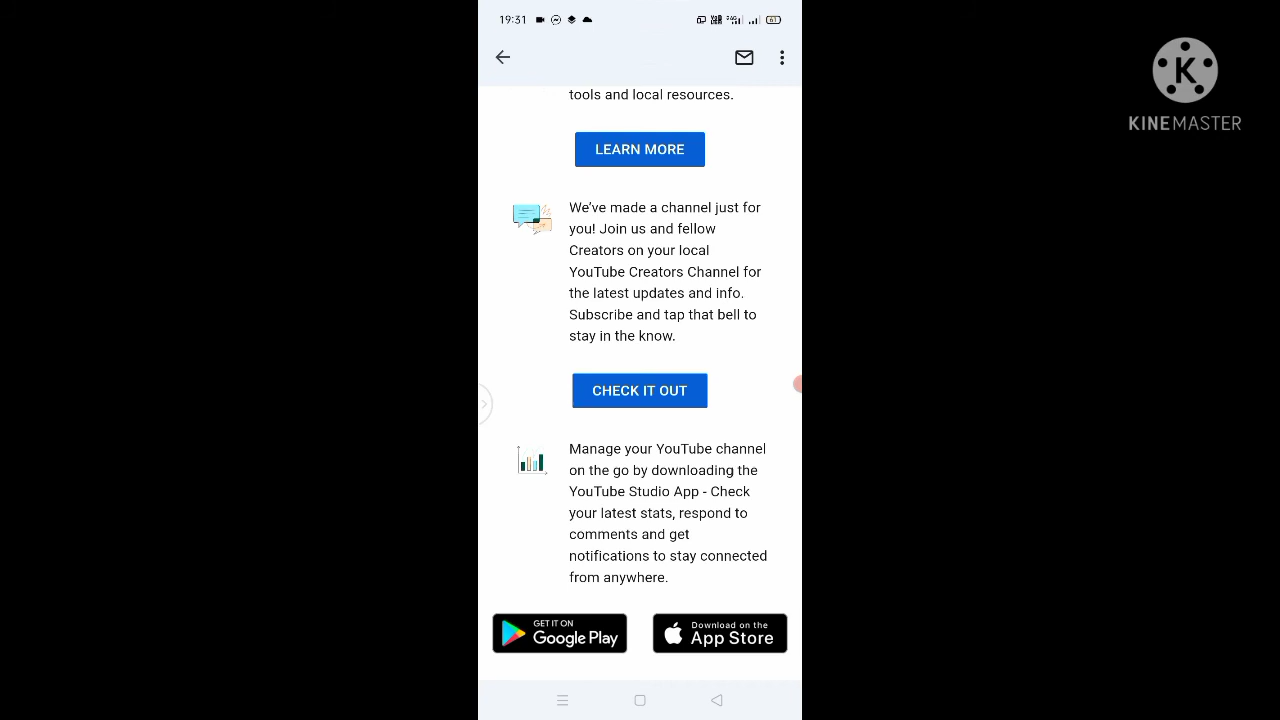 19:31
61
K
KINEMASTER
tools and local resources.
LEARN MORE
We've made a channel just for
you! Join us and fellow
Creators on your local
YouTube Creators Channel for
the latest updates and info.
Subscribe and tap that bell to
stay in the know.
CHECK IT OUT
Manage your YouTube channel
on the go by downloading the
YouTube Studio App - Check
your latest stats, respond to
comments and get
notifications to stay connected
from anywhere.
GET IT ON
Google Play
Download on the
App Store